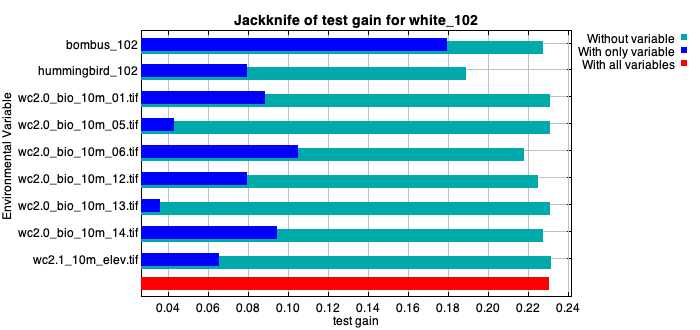 Jackknife of test gain for white_102
Without variable
With only variable
With all variables
Environmental Variable
bombus_102
hummingbird_102
wc2.0_bio_10m_01.tif
wc2.0_bio_10m_05.tif
wc2.0_bio_10m_06.tif
wc2.0_bio_10m_12.tif
wc2.0_bio_10m_13.tif
wc2.0_bio_10m_14.tif
wc2.1_10m_elev.tif
0.04 0.06 0.08 0.10 0.12 0.14 0.16 0.18 0.20 0.22 0.24
test gain